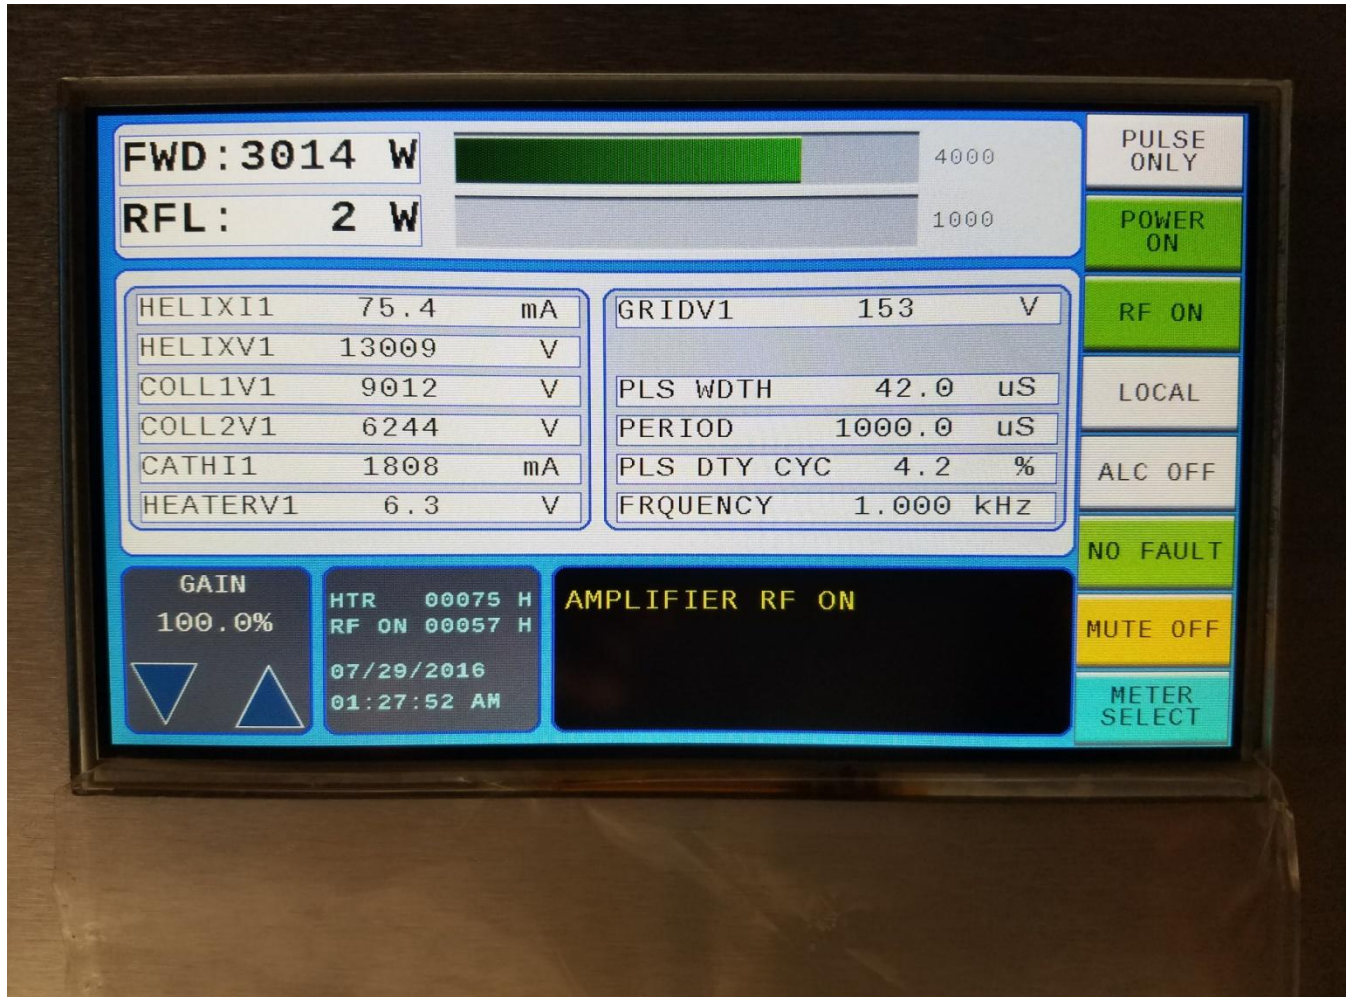 FWD:3014 W
4000
RFL: 2 W
1000
HELIXI1 75.4 mA
HELIXV1 13009 V
COLL1V1 9012 V
COLL2V1 6244 V
CATHI1 1808 mA
HEATERV1 6.3 V
GRIDV1 153 V
PLS WDTH 42.0 uS
PERIOD 1000.0 uS
PLS DTY CYC 4.2 %
FRQUENCY 1.000 kHz
GAIN
100.0%
HTR 00075 H
RF ON 00057 H
07/29/2016
01:27:52 AM
AMPLIFIER RF ON
PULSE
ONLY
POWER
ON
RF ON
LOCAL
ALC OFF
NO FAULT
MUTE OFF
METER
SELECT